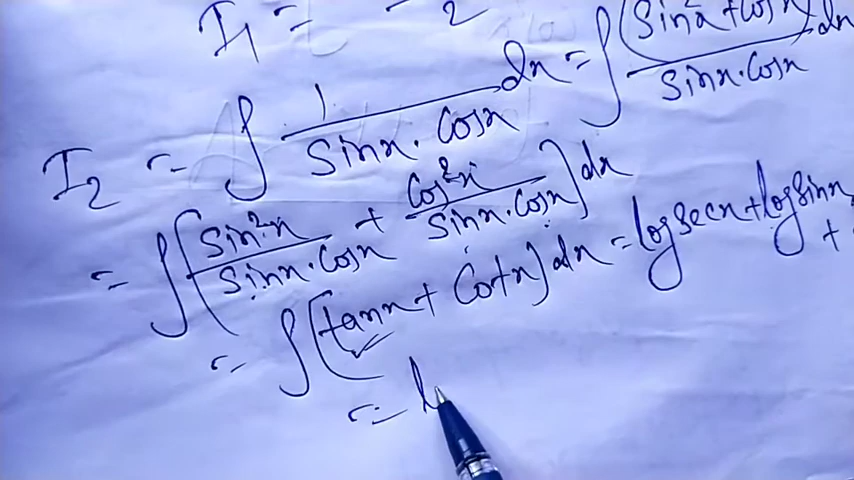 I₁ = 2
I₂ = ∫ 1/(Sinx·Cosx) dx = ∫ (Sin²x + Cos²x)/(Sinx·Cosx) dx
= ∫[Sin²x/(Sinx·Cosx) + Cos²x/(Sinx·Cosx)] dx
= ∫[tanx + Cotx] dx = log secx + log sinx +
= l